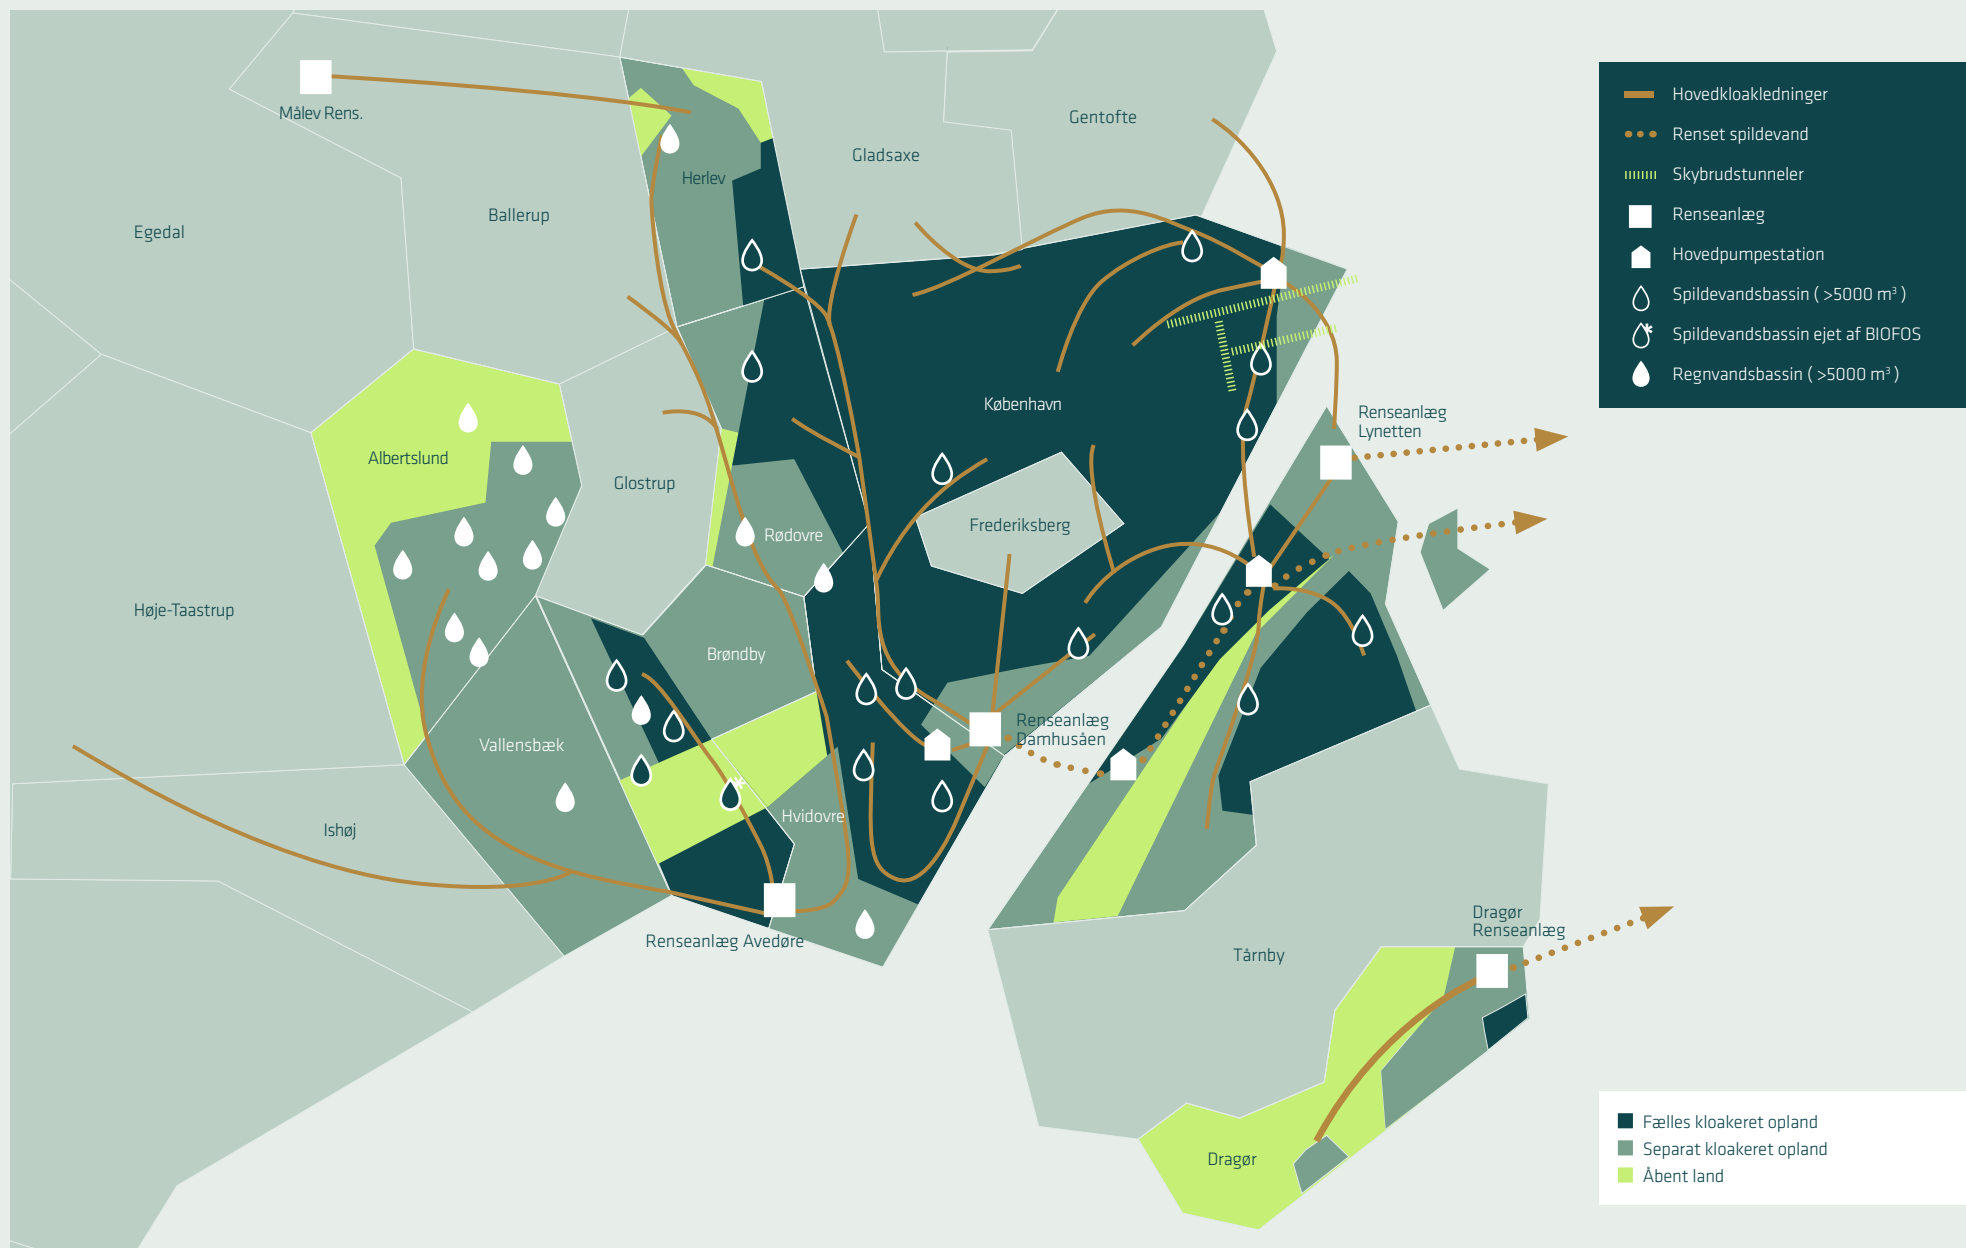 Målev Rens.
Egedal
Ballerup
Herlev
Gladsaxe
Gentofte
Albertslund
Glostrup
Rødovre
København
Frederiksberg
Høje-Taastrup
Brøndby
Vallensbæk
Ishøj
Hvidovre
Renseanlæg Avedøre
Renseanlæg
Damhusåen
Renseanlæg
Lynetten
Tårnby
Dragør
Renseanlæg
Dragør
Hovedkloakledninger
Renset spildevand
Skybrudstunneler
Renseanlæg
Hovedpumpestation
Spildevandsbassin ( >5000 m³ )
Spildevandsbassin ejet af BIOFOS
Regnvandsbassin ( >5000 m³ )
Fælles kloakeret opland
Separat kloakeret opland
Åbent land